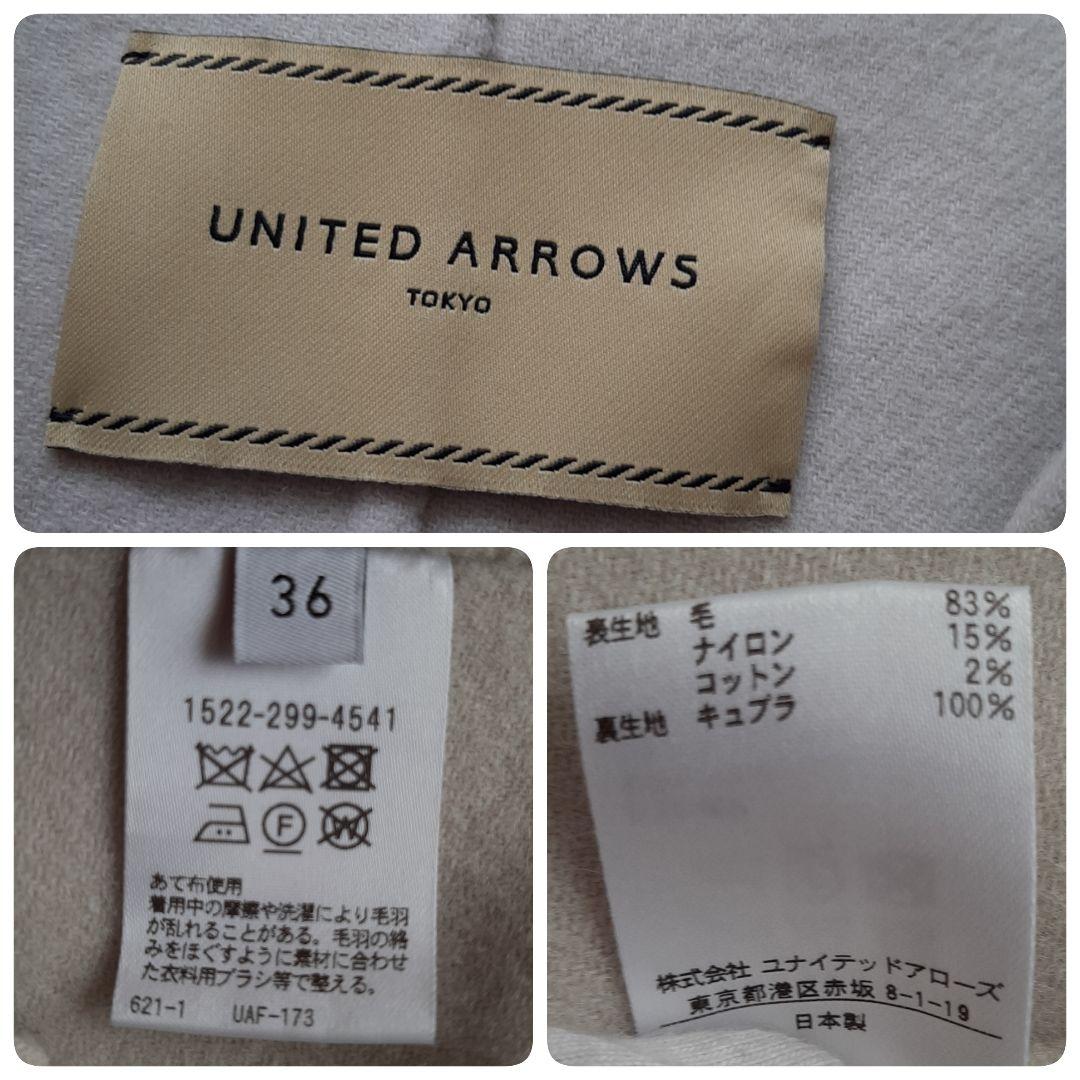 UNITED ARROWS
TOKYO
36
1522-299-4541
F W
あて布使用
着用中の摩擦や洗濯により毛羽
が乱れることがある。毛羽の絡
みをほぐすように素材に合わせ
た衣料用ブラシ等で整える。
621-1 UAF-173
表生地 毛 83%
ナイロン 15%
コットン 2%
裏生地 キュプラ 100%
株式会社 ユナイテッドアローズ
東京都港区赤坂 8-1-19
日本製